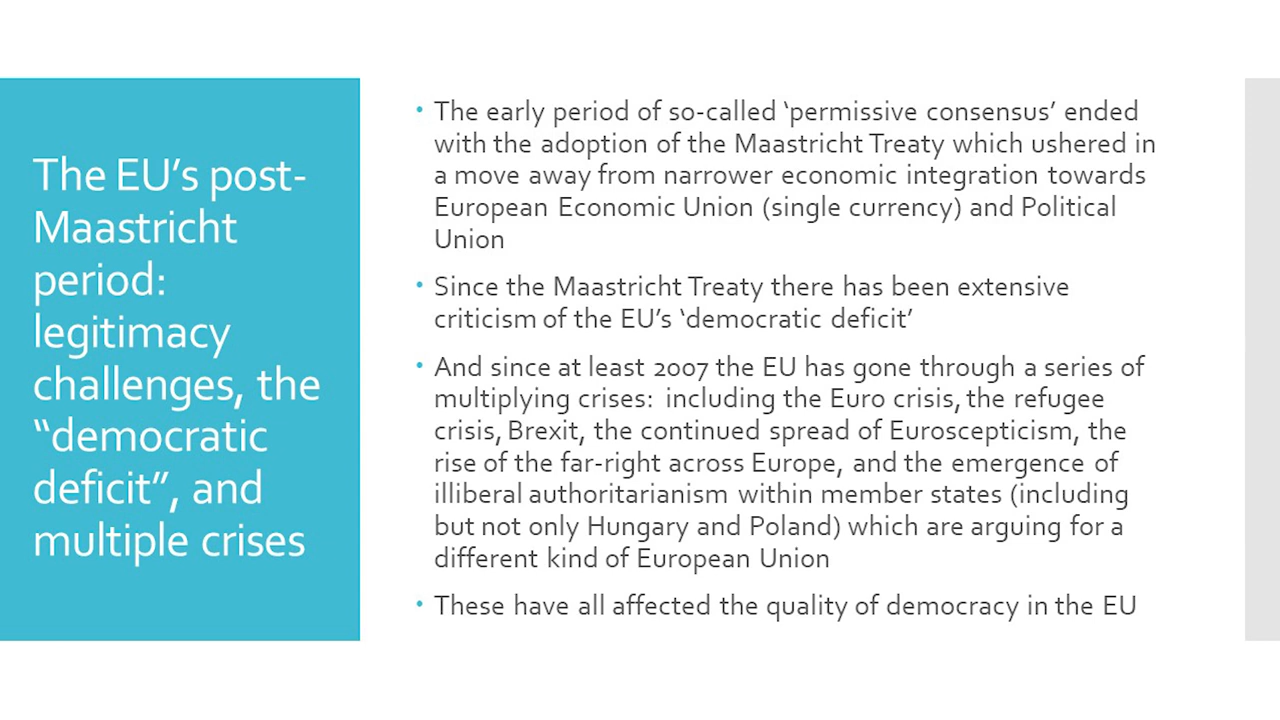 The EU’s post-
Maastricht
period:
legitimacy
challenges, the
“democratic
deficit”, and
multiple crises
• The early period of so-called ‘permissive consensus’ ended
with the adoption of the Maastricht Treaty which ushered in
a move away from narrower economic integration towards
European Economic Union (single currency) and Political
Union
• Since the Maastricht Treaty there has been extensive
criticism of the EU’s ‘democratic deficit’
• And since at least 2007 the EU has gone through a series of
multiplying crises: including the Euro crisis, the refugee
crisis, Brexit, the continued spread of Euroscepticism, the
rise of the far-right across Europe, and the emergence of
illiberal authoritarianism within member states (including
but not only Hungary and Poland) which are arguing for a
different kind of European Union
• These have all affected the quality of democracy in the EU